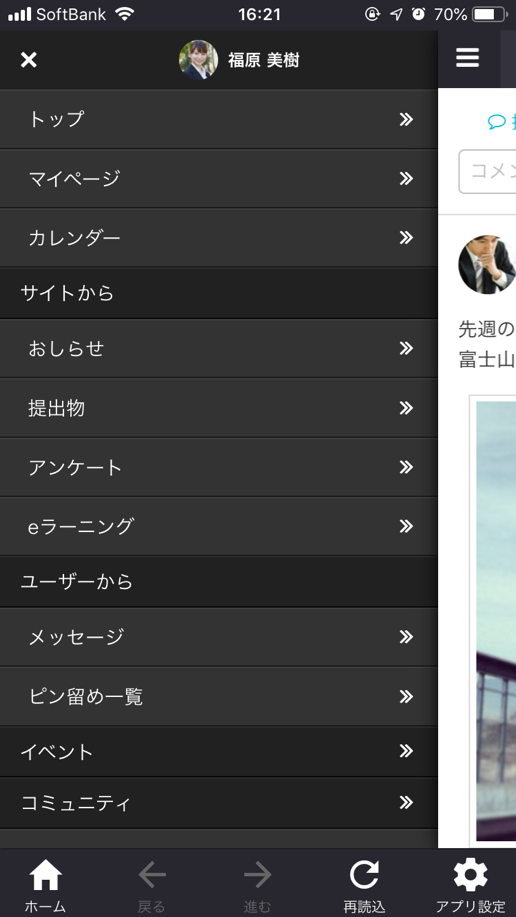 SoftBank 16:21 70%
福原 美樹
トップ
マイページ
カレンダー
サイトから
おしらせ
提出物
アンケート
eラーニング
ユーザーから
メッセージ
ピン留め一覧
イベント
コミュニティ
コメン
先週の
富士山
ホーム 戻る 進む 再読込 アプリ設定